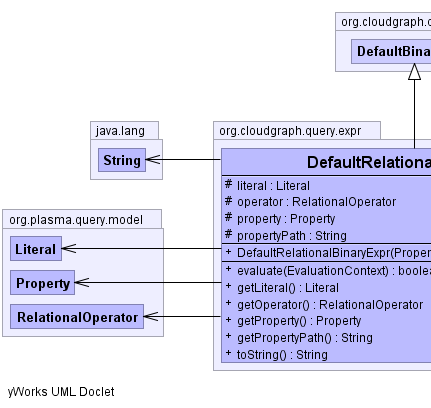 org.cloudgraph.c
DefaultBina
java.lang
String
org.cloudgraph.query.expr
DefaultRelationa
# literal : Literal
# operator : RelationalOperator
# property : Property
# propertyPath : String
+ DefaultRelationalBinaryExpr(Proper
+ evaluate(EvaluationContext) : boolea
+ getLiteral() : Literal
+ getOperator() : RelationalOperator
+ getProperty() : Property
+ getPropertyPath() : String
+ toString() : String
org.plasma.query.model
Literal
Property
RelationalOperator
yWorks UML Doclet